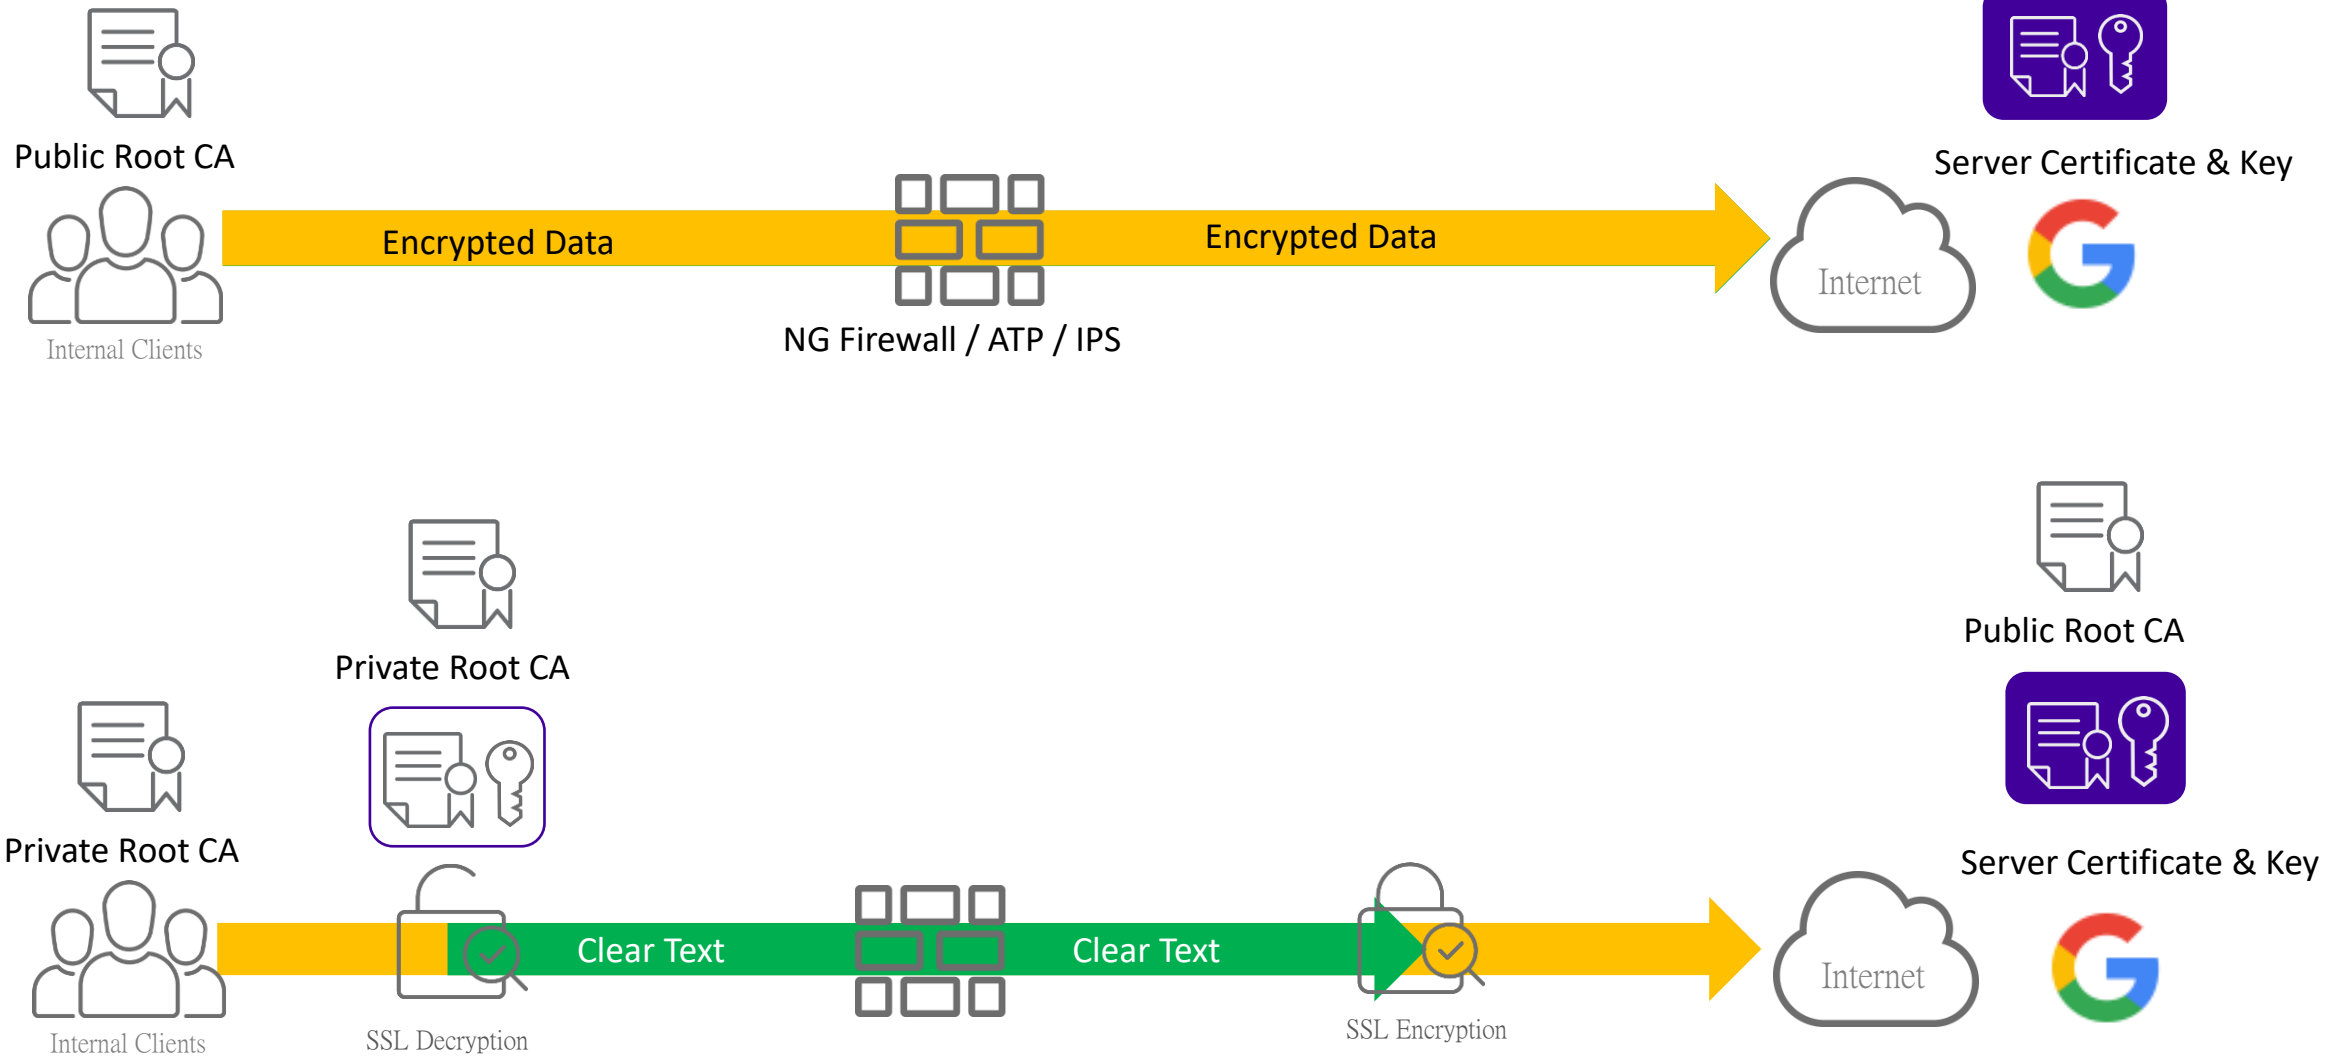 Public Root CA
Server Certificate & Key
Encrypted Data
Encrypted Data
Internet
NG Firewall / ATP / IPS
Internal Clients
Public Root CA
Private Root CA
Private Root CA
Server Certificate & Key
Clear Text
Clear Text
Internet
SSL Encryption
SSL Decryption
Internal Clients